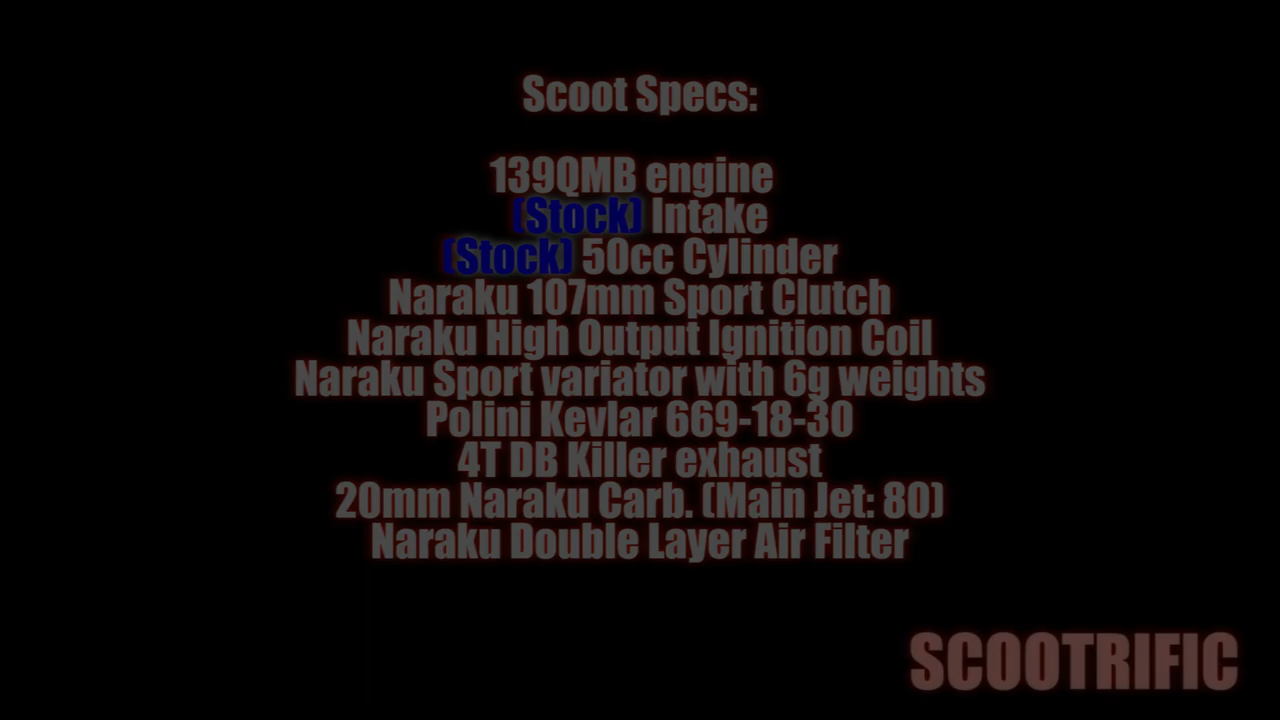 Scoot Specs:
139QMB engine
(Stock) Intake
(Stock) 50cc Cylinder
Naraku 107mm Sport Clutch
Naraku High Output Ignition Coil
Naraku Sport variator with 6g weights
Polini Kevlar 669-18-30
4T DB Killer exhaust
20mm Naraku Carb. (Main Jet: 80)
Naraku Double Layer Air Filter
SCOOTRIFIC